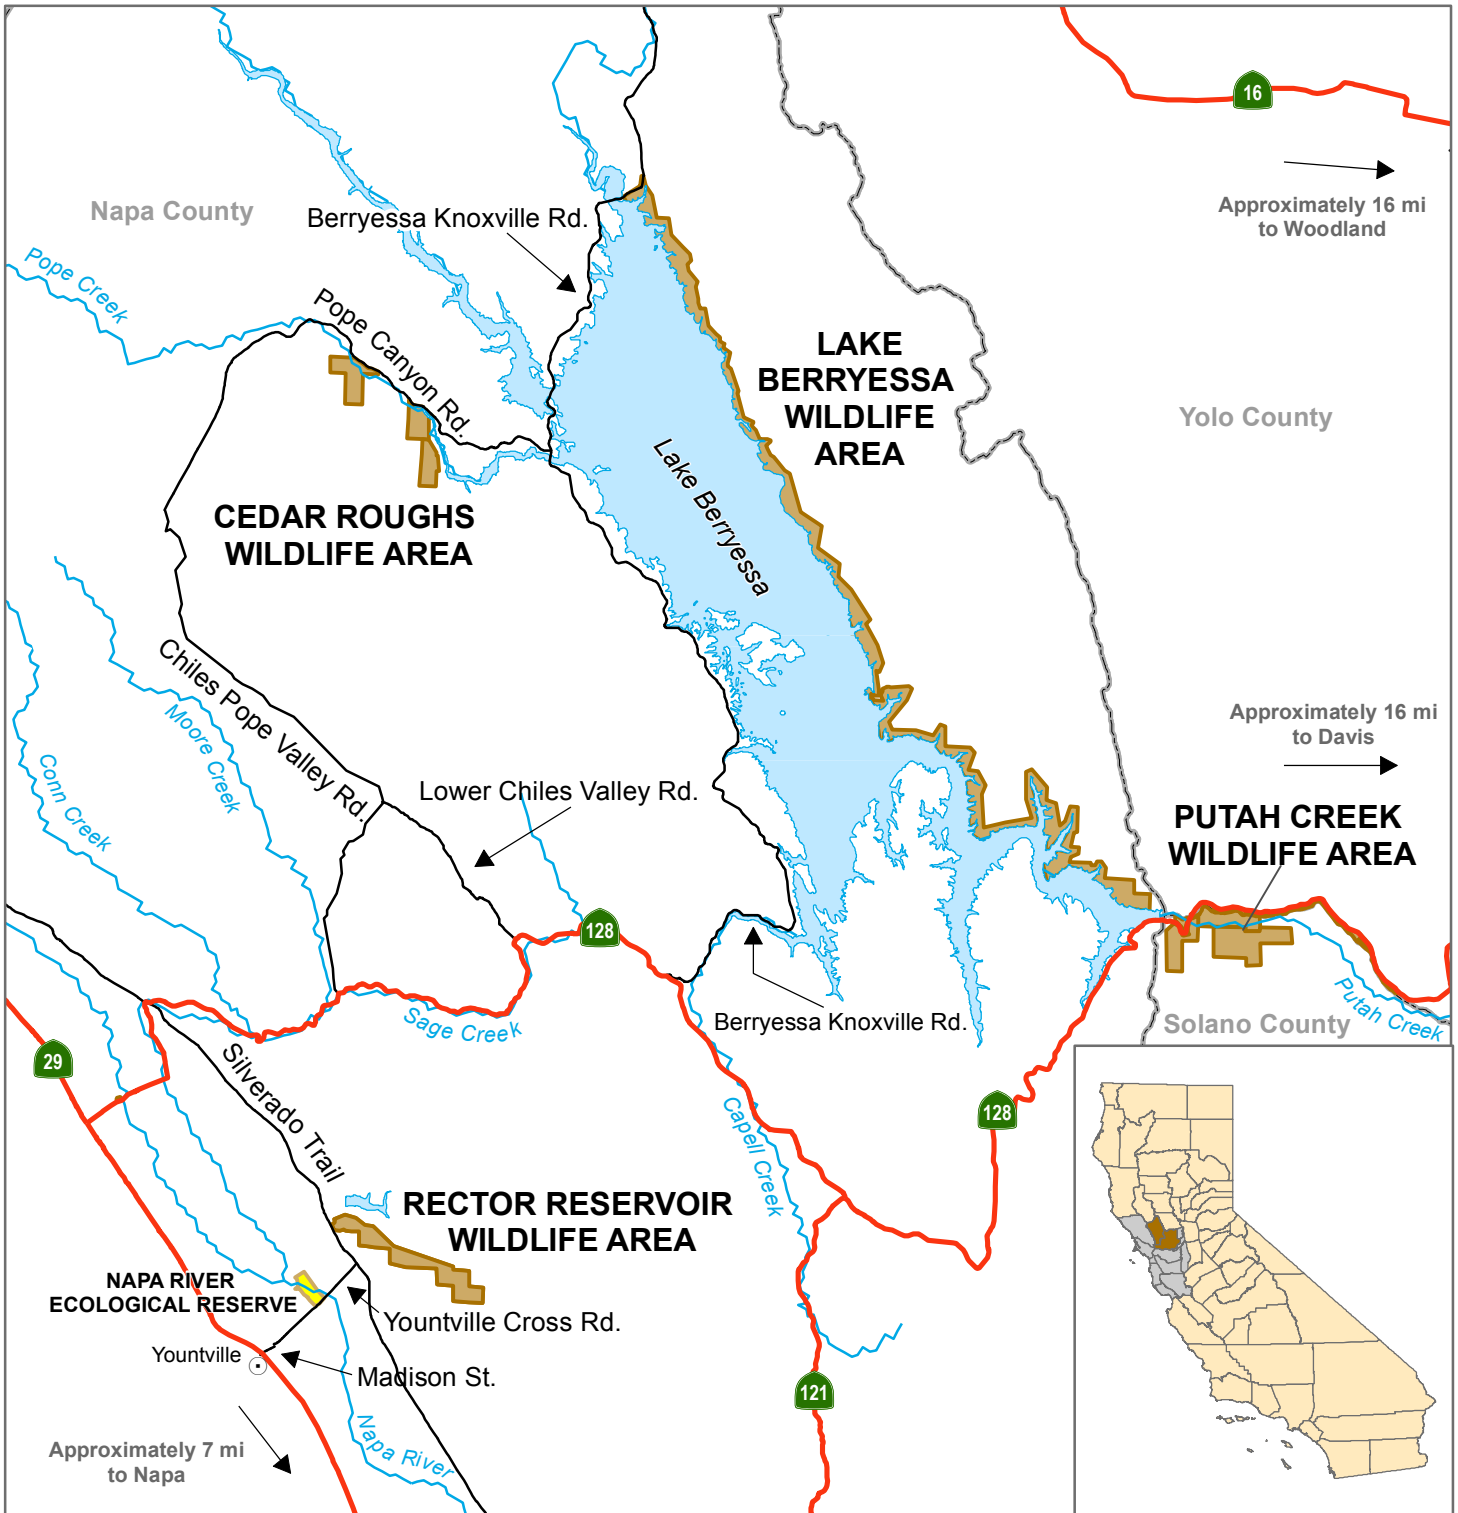 16
Approximately 16 mi
to Woodland
Napa County
Berryessa Knoxville Rd.
Pope Creek
Pope Canyon Rd.
LAKE
BERRYESSA
WILDLIFE
AREA
Yolo County
Lake Berryessa
CEDAR ROUGHS
WILDLIFE AREA
Chiles Pope Valley Rd.
Moore Creek
Conn Creek
Approximately 16 mi
to Davis
Lower Chiles Valley Rd.
PUTAH CREEK
WILDLIFE AREA
128
Sage Creek
Berryessa Knoxville Rd.
Putah Creek
Solano County
29
Silverado Trail
Capell Creek
128
RECTOR RESERVOIR
WILDLIFE AREA
NAPA RIVER
ECOLOGICAL RESERVE
Yountville Cross Rd.
Yountville
Madison St.
121
Napa River
Approximately 7 mi
to Napa